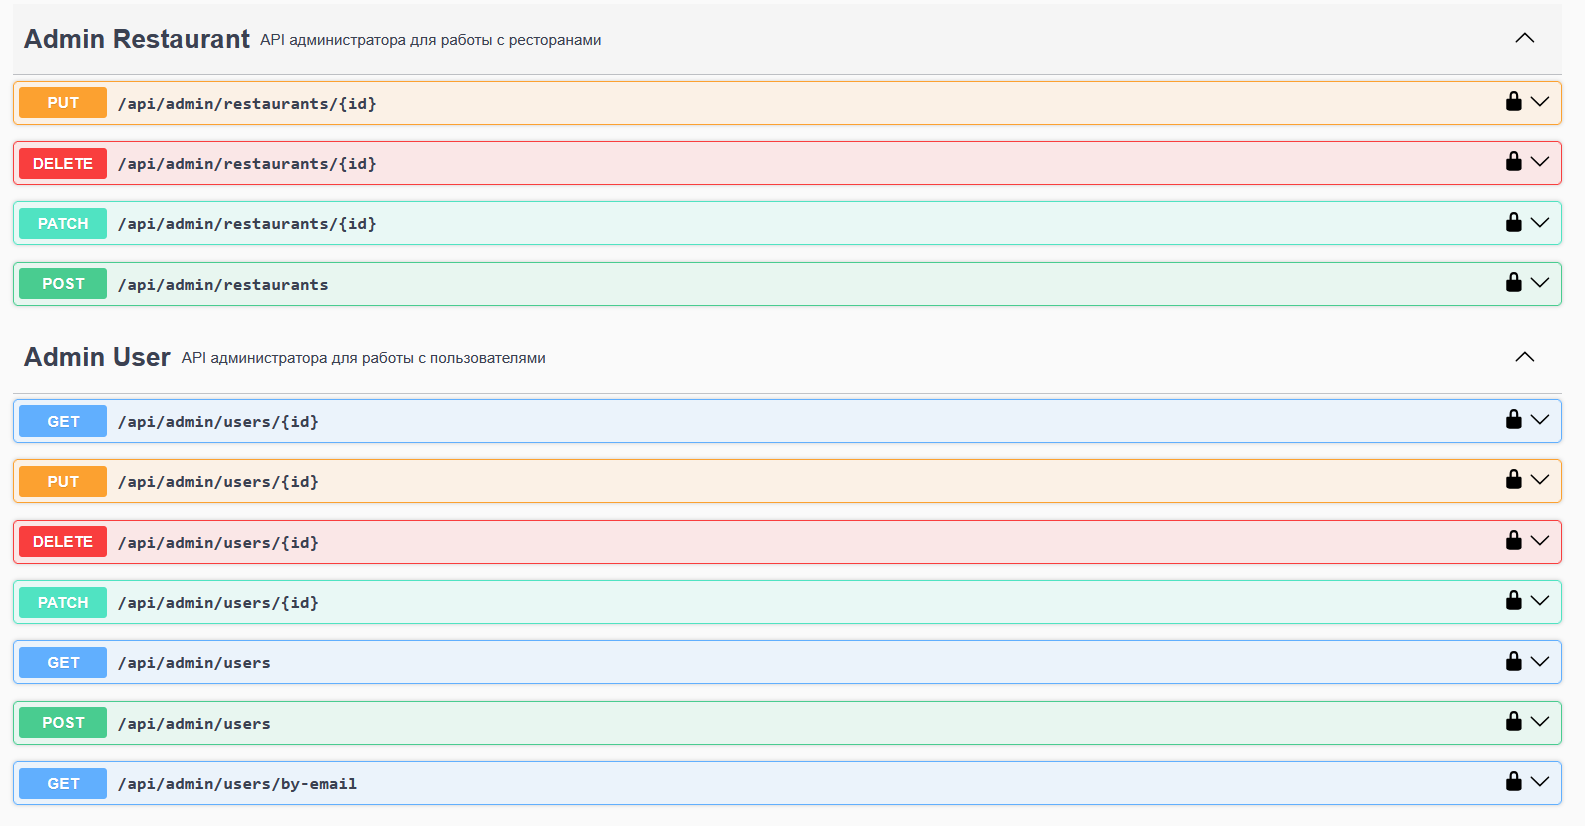 Admin Restaurant API администратора для работы с ресторанами
PUT /api/admin/restaurants/{id}
DELETE /api/admin/restaurants/{id}
PATCH /api/admin/restaurants/{id}
POST /api/admin/restaurants
Admin User API администратора для работы с пользователями
GET /api/admin/users/{id}
PUT /api/admin/users/{id}
DELETE /api/admin/users/{id}
PATCH /api/admin/users/{id}
GET /api/admin/users
POST /api/admin/users
GET /api/admin/users/by-email